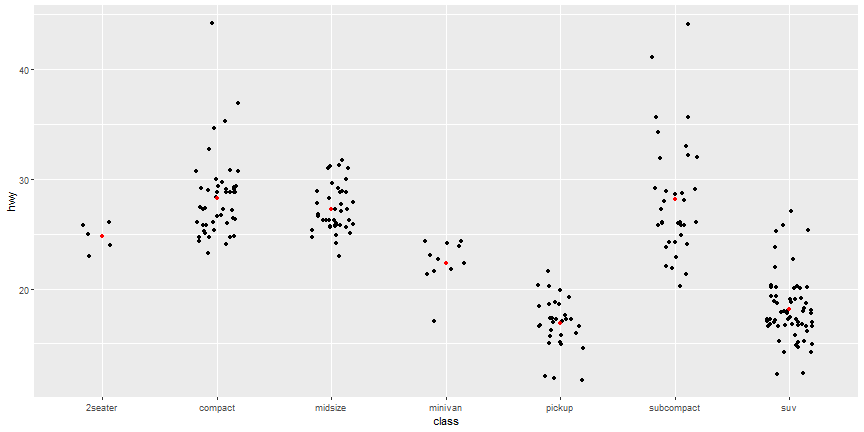 hwy
40
30
20
2seater compact midsize minivan pickup subcompact suv
class